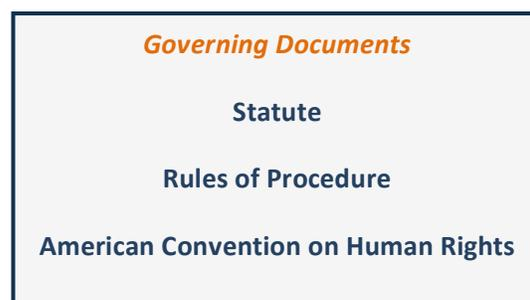 Governing Documents
Statute
Rules of Procedure
American Convention on Human Rights